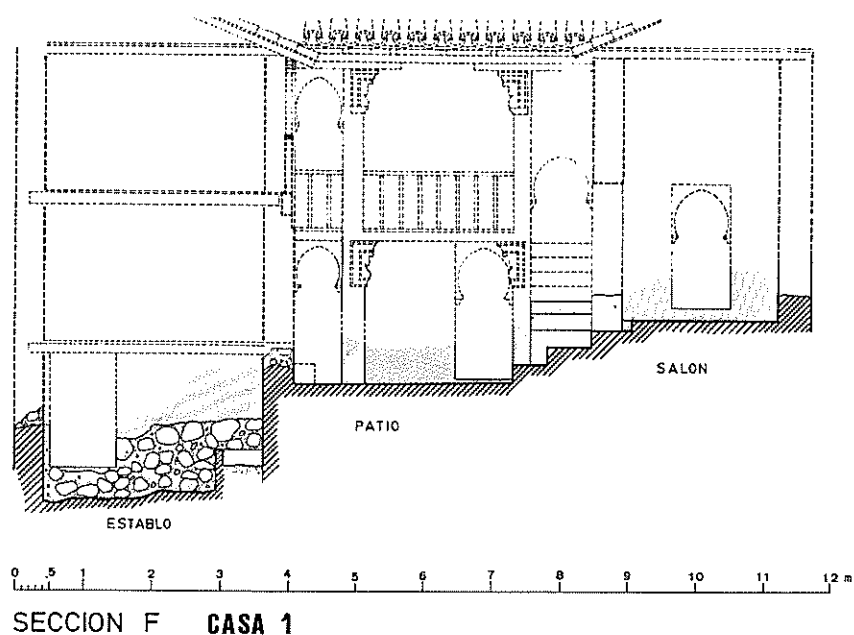 SALON
PATIO
ESTABLO
0 .5 1 2 3 4 5 6 7 8 9 10 11 12 m
SECCION F CASA 1